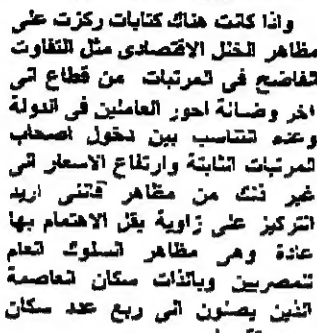 واذا كانت هناك كتابات ركزت على
مظاهر الخلل الاقتصادى مثل التفاوت
الفاضح فى المرتبات من قطاع الى
اخر وضالة اجور العاملين فى الدولة
وعدم التناسب بين دخول اصحاب
المرتبات الثابتة وارتفاع الاسعار الى
غير ذلك من مظاهر فاننى اريد
التركيز على زاوية يقل الاهتمام بها
عادة وهى مظاهر السلوك العام
للمصريين وبالذات سكان العاصمة
الذين يصلون الى ربع عدد سكان